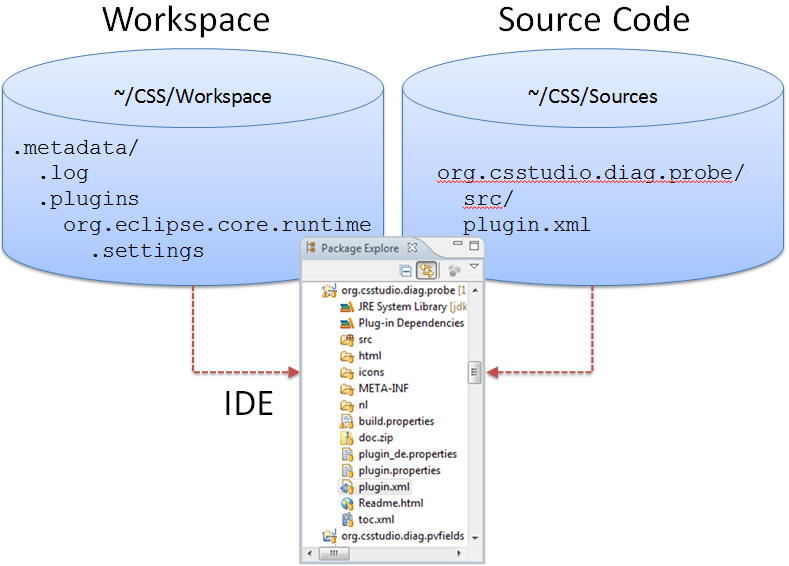 Workspace
Source Code
~/CSS/Workspace
~/CSS/Sources
.metadata/
.log
.plugins
org.eclipse.core.runtime
.settings
org.csstudio.diag.probe/
src/
plugin.xml
Package Explore
org.csstudio.diag.probe [1
JRE System Library [jdk
Plug-in Dependencies
src
html
icons
META-INF
nl
build.properties
doc.zip
plugin_de.properties
plugin.properties
plugin.xml
Readme.html
toc.xml
org.csstudio.diag.pvfields
IDE